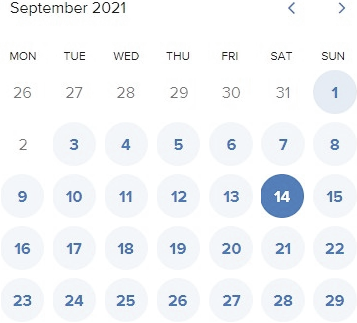 September 2021
MON TUE WED THU FRI SAT SUN
26 27 28 29 30 31 1
2 3 4 5 6 7 8
9 10 11 12 13 14 15
16 17 18 19 20 21 22
23 24 25 26 27 28 29